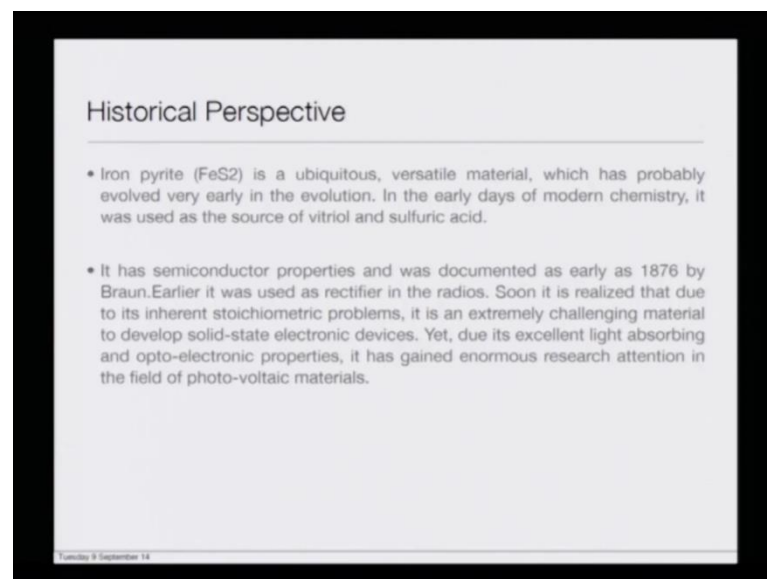 Historical Perspective
• Iron pyrite (FeS2) is a ubiquitous, versatile material, which has probably
evolved very early in the evolution. In the early days of modern chemistry, it
was used as the source of vitriol and sulfuric acid.
• It has semiconductor properties and was documented as early as 1876 by
Braun.Earlier it was used as rectifier in the radios. Soon it is realized that due
to its inherent stoichiometric problems, it is an extremely challenging material
to develop solid-state electronic devices. Yet, due its excellent light absorbing
and opto-electronic properties, it has gained enormous research attention in
the field of photo-voltaic materials.
Tuesday 9 September 14